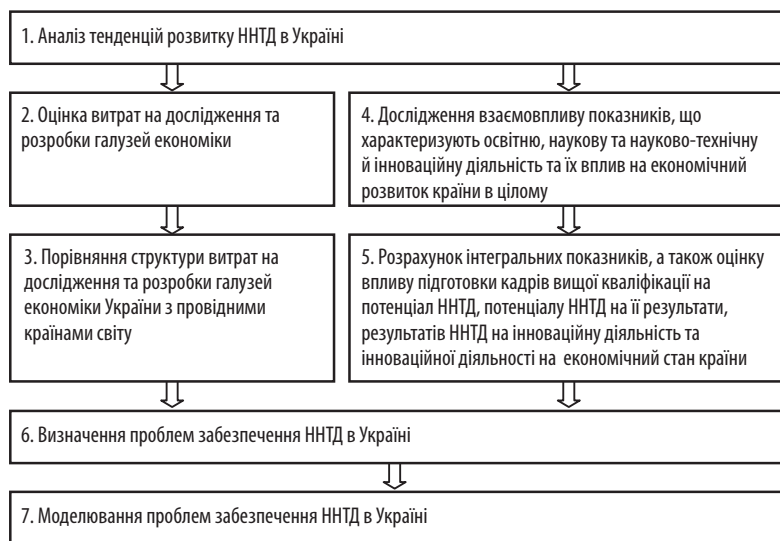 1. Аналіз тенденцій розвитку ННТД в Україні
2. Оцінка витрат на дослідження та
розробки галузей економіки
4. Дослідження взаємовпливу показників, що
характеризують освітню, наукову та науково-технічну
й інноваційну діяльність та їх вплив на економічний
розвиток країни в цілому
3. Порівняння структури витрат на
дослідження та розробки галузей
економіки України з провідними
країнами світу
5. Розрахунок інтегральних показників, а також оцінку
впливу підготовки кадрів вищої кваліфікації на
потенціал ННТД, потенціалу ННТД на її результати,
результатів ННТД на інноваційну діяльність та
інноваційної діяльності на економічний стан країни
6. Визначення проблем забезпечення ННТД в Україні
7. Моделювання проблем забезпечення ННТД в Україні